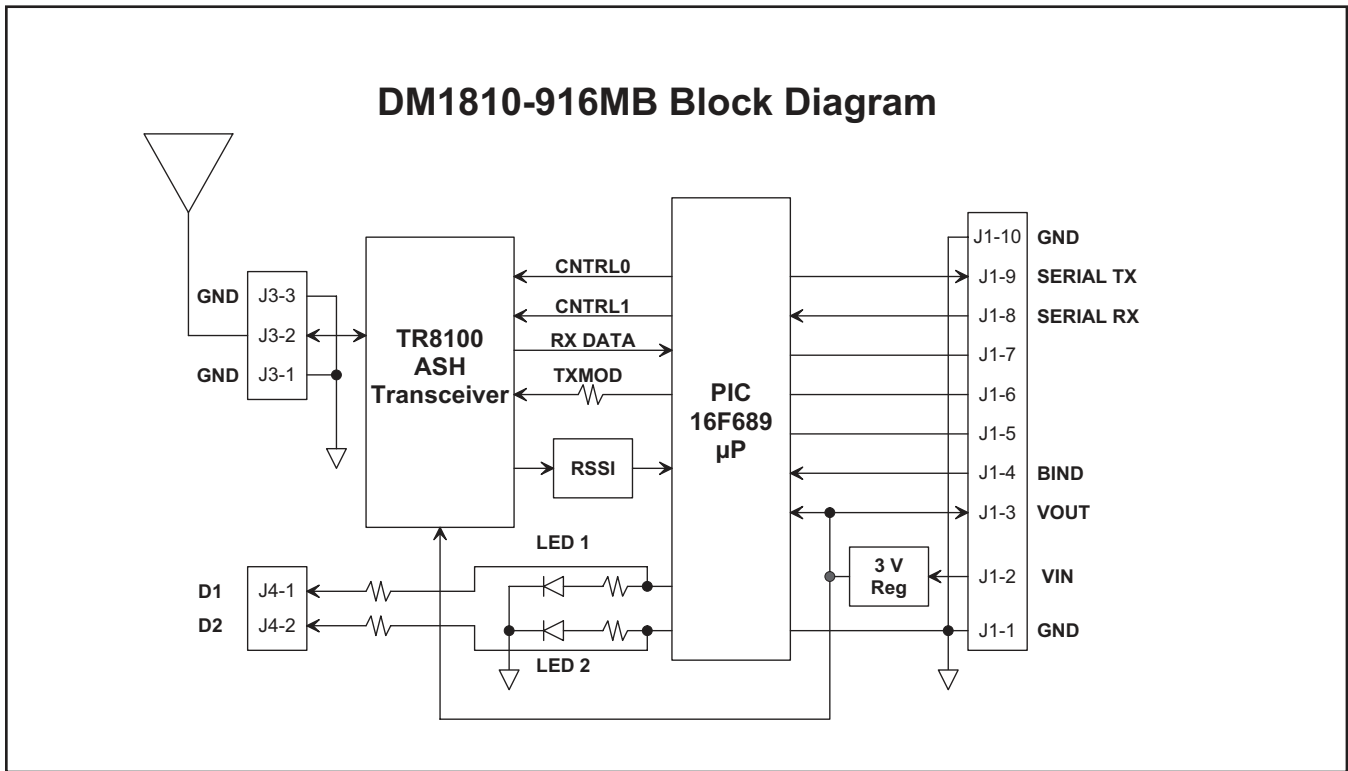 DM1810-916MB Block Diagram
GND
J3-3
J3-2
GND
J3-1
TR8100
ASH
Transceiver
CNTRL0
CNTRL1
RX DATA
TXMOD
RSSI
PIC
16F689
µP
J1-10 GND
J1-9 SERIAL TX
J1-8 SERIAL RX
J1-7
J1-6
J1-5
J1-4 BIND
J1-3 VOUT
3 V
Reg
J1-2 VIN
J1-1 GND
LED 1
D1 J4-1
D2 J4-2
LED 2